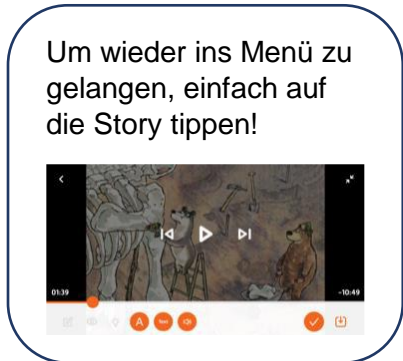 Um wieder ins Menü zu
gelangen, einfach auf
die Story tippen!
01:39
-10:49
A